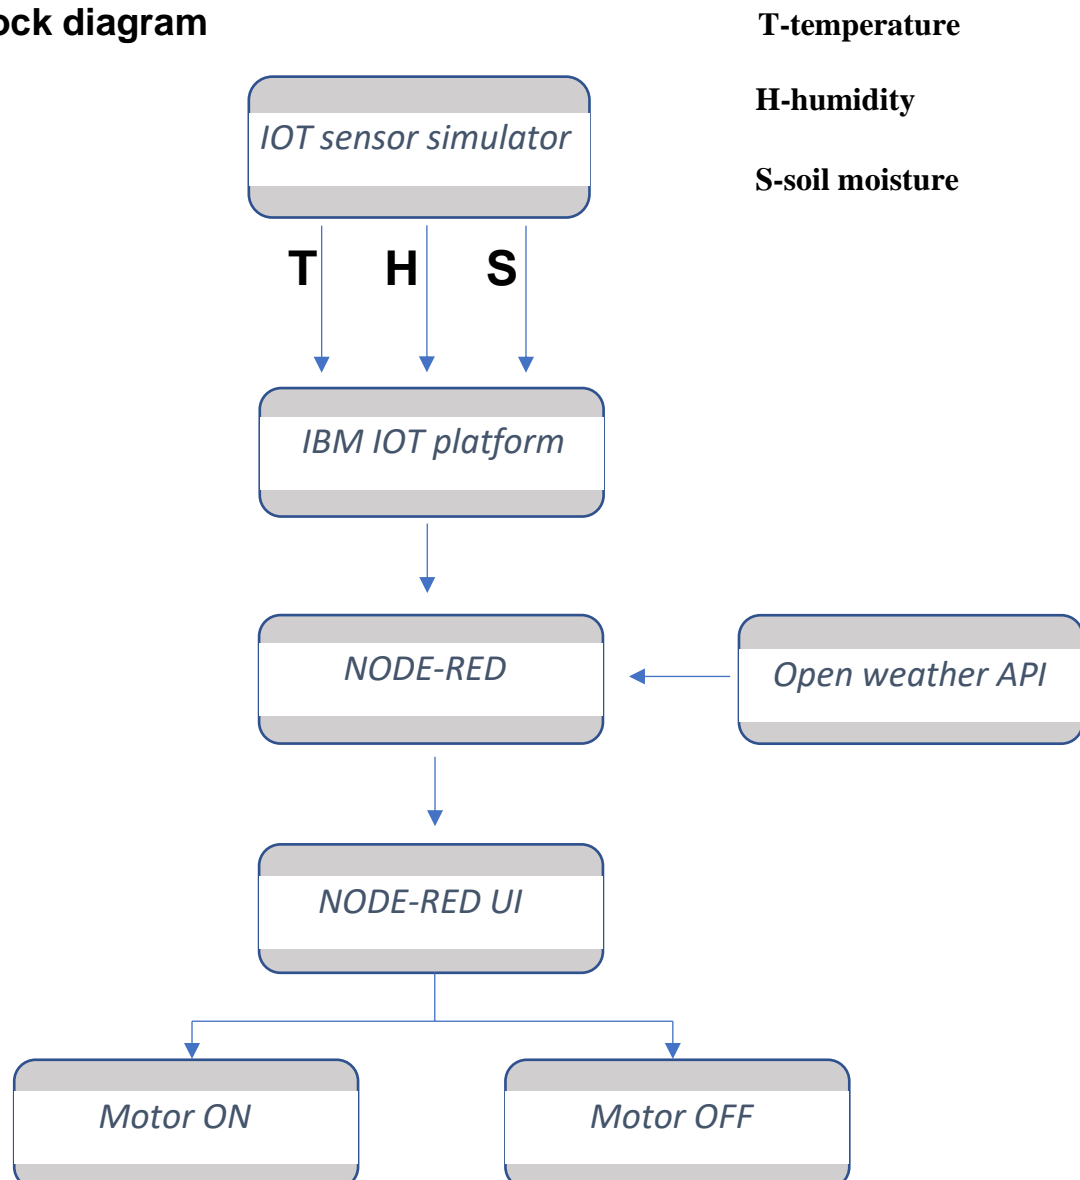 ock diagram
T-temperature
H-humidity
S-soil moisture
IOT sensor simulator
T H S
IBM IOT platform
NODE-RED
Open weather API
NODE-RED UI
Motor ON
Motor OFF